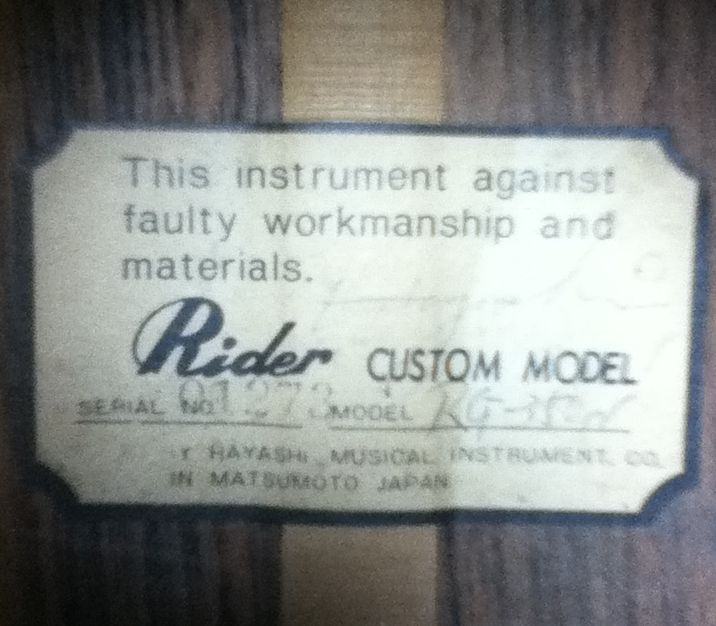 This instrument against
faulty workmanship and
materials.
Rider CUSTOM MODEL
SERIAL NO. MODEL
HAYASHI MUSICAL INSTRUMENT CO.
IN MATSUMOTO JAPAN